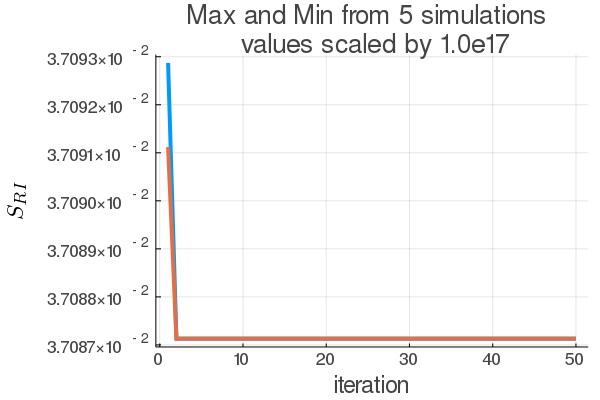 Max and Min from 5 simulations
values scaled by 1.0e17
3.7093×10 - 2
3.7092×10 - 2
3.7091×10 - 2
3.7090×10 - 2
3.7089×10 - 2
3.7088×10 - 2
3.7087×10 - 2
S_{RI}
0 10 20 30 40 50
iteration